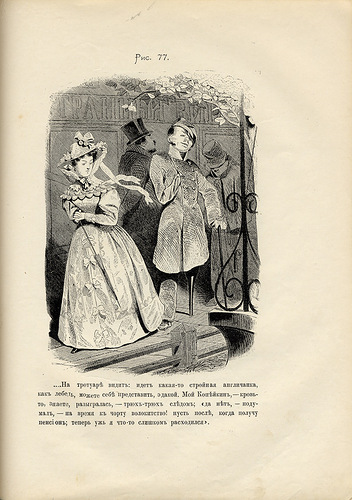 Рис. 77.
...На тротуарѣ видитъ: идетъ какая-то стройная англичанка,
какъ лебедь, можете себѣ представить, эдакой. Мой Копѣйкинъ, — кровь-
то, знаете, разыгралась, — трюхъ-трюхъ слѣдомъ; «да нѣтъ, — поду-
малъ, — на время къ чорту волокитство! пусть послѣ, когда получу
пенсіонъ; теперь ужъ я что-то слишкомъ расходился».